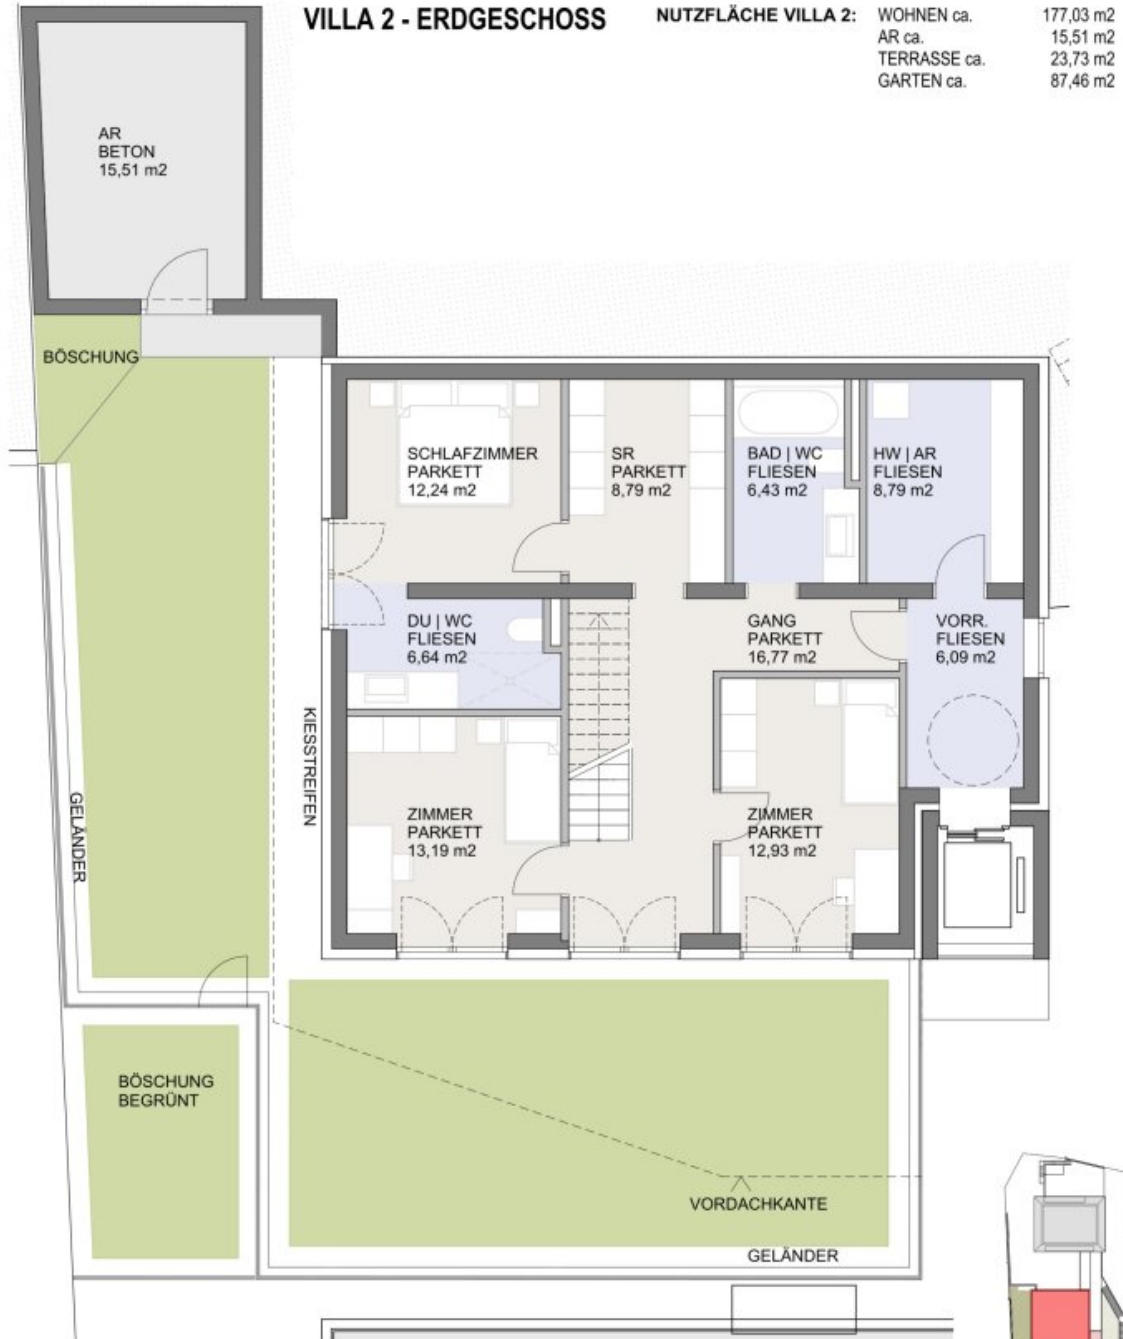 VILLA 2 - ERDGESCHOSS
NUTZFLÄCHE VILLA 2:
WOHNEN ca. 177,03 m2
AR ca. 15,51 m2
TERRASSE ca. 23,73 m2
GARTEN ca. 87,46 m2
AR
BETON
15,51 m2
BÖSCHUNG
SCHLAFZIMMER
PARKETT
12,24 m2
SR
PARKETT
8,79 m2
BAD | WC
FLIESEN
6,43 m2
HW | AR
FLIESEN
8,79 m2
DU | WC
FLIESEN
6,64 m2
GANG
PARKETT
16,77 m2
VORR.
FLIESEN
6,09 m2
KIESSTREIFEN
GELÄNDER
ZIMMER
PARKETT
13,19 m2
ZIMMER
PARKETT
12,93 m2
BÖSCHUNG
BEGRÜNT
VORDACHKANTE
GELÄNDER